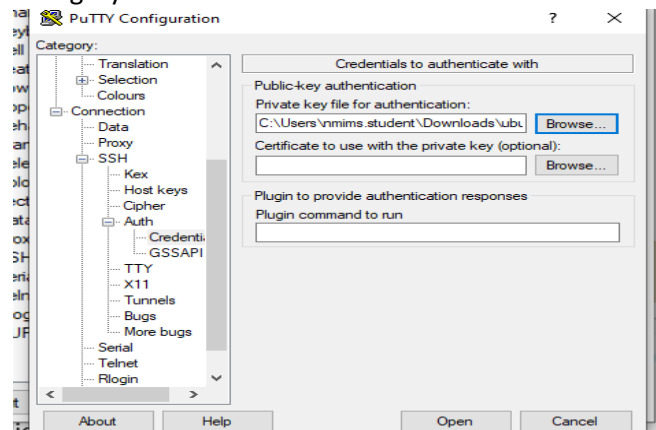 PuTTY Configuration
? ×
Category:
Translation
Selection
Colours
Connection
Data
Proxy
SSH
Kex
Host keys
Cipher
Auth
Credentia
GSSAPI
TTY
X11
Tunnels
Bugs
More bugs
Serial
Telnet
Rlogin
Credentials to authenticate with
Public-key authentication
Private key file for authentication:
C:\Users\nmims.student\Downloads\ubu
Browse...
Certificate to use with the private key (optional):
Browse...
Plugin to provide authentication responses
Plugin command to run
About
Help
Open
Cancel